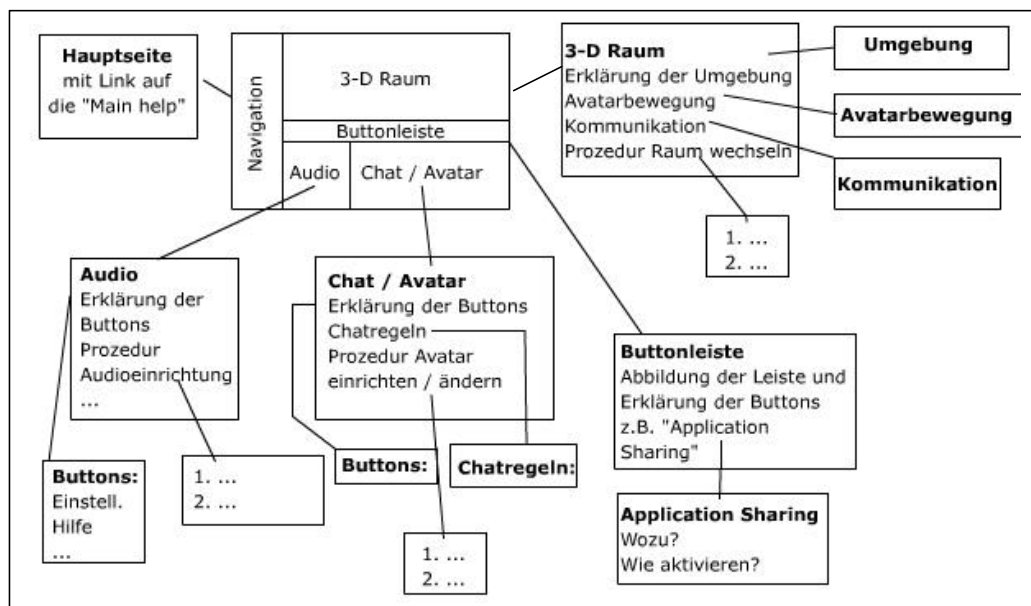 Hauptseite
mit Link auf
die "Main help"
Navigation
3-D Raum
Buttonleiste
Audio
Chat / Avatar
3-D Raum
Erklärung der Umgebung
Avatarbewegung
Kommunikation
Prozedur Raum wechseln
Umgebung
Avatarbewegung
Kommunikation
1. ...
2. ...
Audio
Erklärung der
Buttons
Prozedur
Audioeinrichtung
...
Buttons:
Einstell.
Hilfe
...
1. ...
2. ...
Chat / Avatar
Erklärung der Buttons
Chatregeln
Prozedur Avatar
einrichten / ändern
Buttons:
Chatregeln:
1. ...
2. ...
Buttonleiste
Abbildung der Leiste und
Erklärung der Buttons
z.B. "Application
Sharing"
Application Sharing
Wozu?
Wie aktivieren?